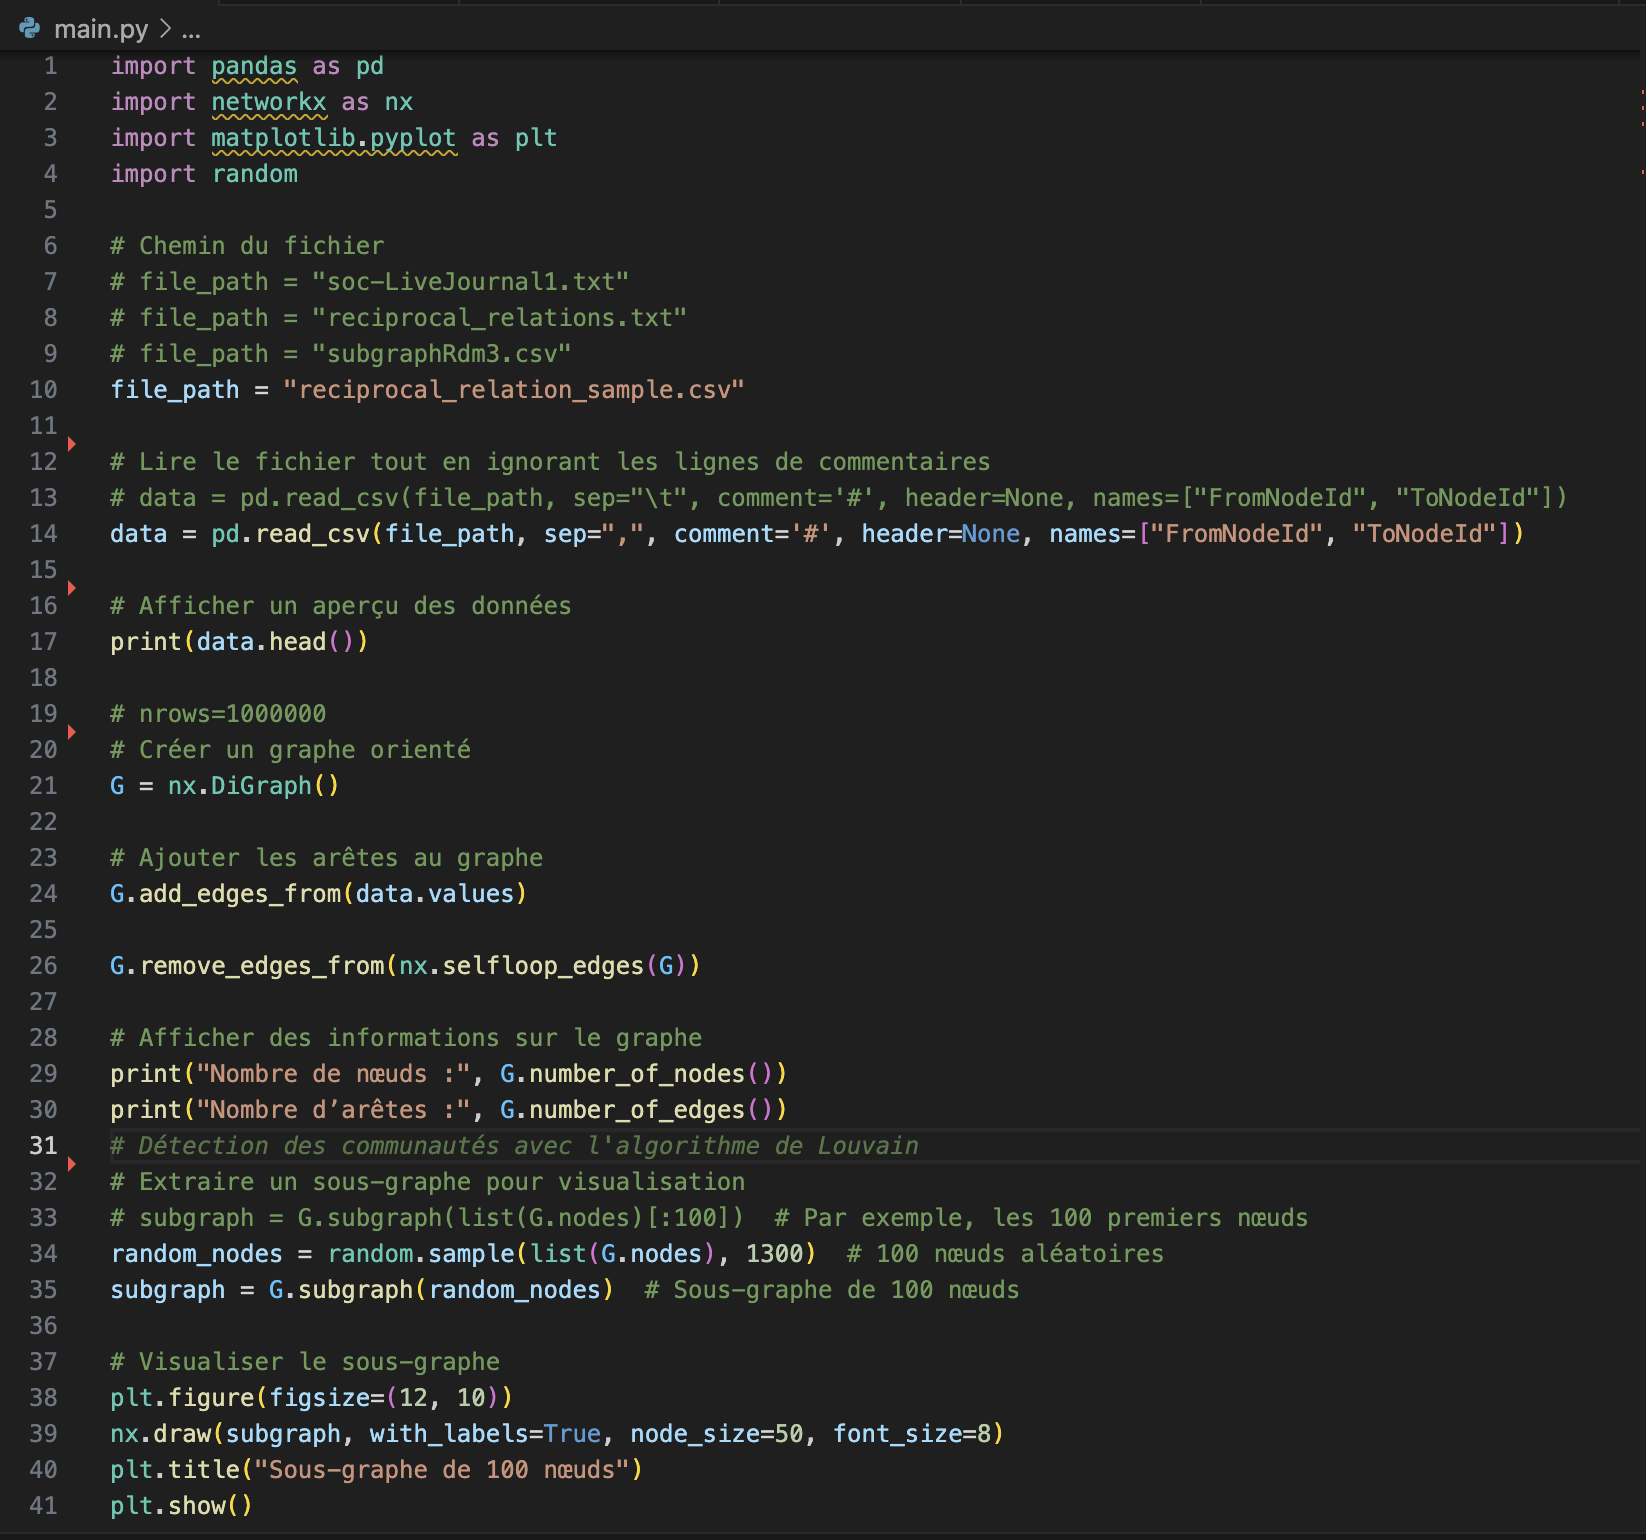 main.py > ...
1 import pandas as pd
2 import networkx as nx
3 import matplotlib.pyplot as plt
4 import random
5
6 # Chemin du fichier
7 # file_path = "soc-LiveJournal1.txt"
8 # file_path = "reciprocal_relations.txt"
9 # file_path = "subgraphRdm3.csv"
10 file_path = "reciprocal_relation_sample.csv"
11
12 # Lire le fichier tout en ignorant les lignes de commentaires
13 # data = pd.read_csv(file_path, sep="\t", comment='#', header=None, names=["FromNodeId", "ToNodeId"])
14 data = pd.read_csv(file_path, sep=",", comment='#', header=None, names=["FromNodeId", "ToNodeId"])
15
16 # Afficher un aperçu des données
17 print(data.head())
18
19 # nrows=1000000
20 # Créer un graphe orienté
21 G = nx.DiGraph()
22
23 # Ajouter les arêtes au graphe
24 G.add_edges_from(data.values)
25
26 G.remove_edges_from(nx.selfloop_edges(G))
27
28 # Afficher des informations sur le graphe
29 print("Nombre de nœuds :", G.number_of_nodes())
30 print("Nombre d’arêtes :", G.number_of_edges())
31 # Détection des communautés avec l'algorithme de Louvain
32 # Extraire un sous-graphe pour visualisation
33 # subgraph = G.subgraph(list(G.nodes)[:100])  # Par exemple, les 100 premiers nœuds
34 random_nodes = random.sample(list(G.nodes), 1300)  # 100 nœuds aléatoires
35 subgraph = G.subgraph(random_nodes)  # Sous-graphe de 100 nœuds
36
37 # Visualiser le sous-graphe
38 plt.figure(figsize=(12, 10))
39 nx.draw(subgraph, with_labels=True, node_size=50, font_size=8)
40 plt.title("Sous-graphe de 100 nœuds")
41 plt.show()